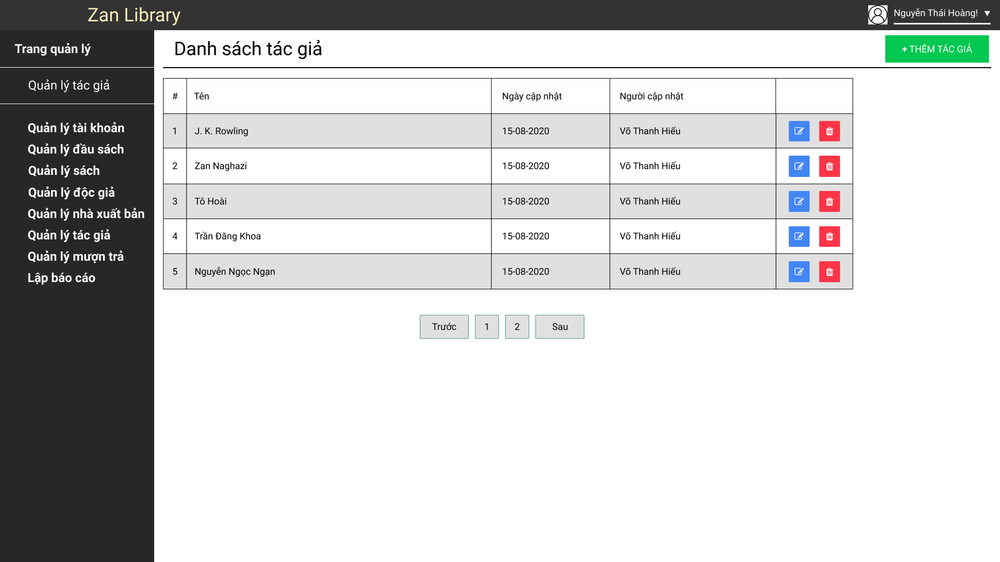 Zan Library
Nguyễn Thái Hoàng! ▼
Trang quản lý
Quản lý tác giả
Quản lý tài khoản
Quản lý đầu sách
Quản lý sách
Quản lý độc giả
Quản lý nhà xuất bản
Quản lý tác giả
Quản lý mượn trả
Lập báo cáo
Danh sách tác giả
+ THÊM TÁC GIẢ
# Tên Ngày cập nhật Người cập nhật
1 J. K. Rowling 15-08-2020 Võ Thanh Hiếu
2 Zan Naghazi 15-08-2020 Võ Thanh Hiếu
3 Tô Hoài 15-08-2020 Võ Thanh Hiếu
4 Trần Đăng Khoa 15-08-2020 Võ Thanh Hiếu
5 Nguyễn Ngọc Ngạn 15-08-2020 Võ Thanh Hiếu
Trước 1 2 Sau